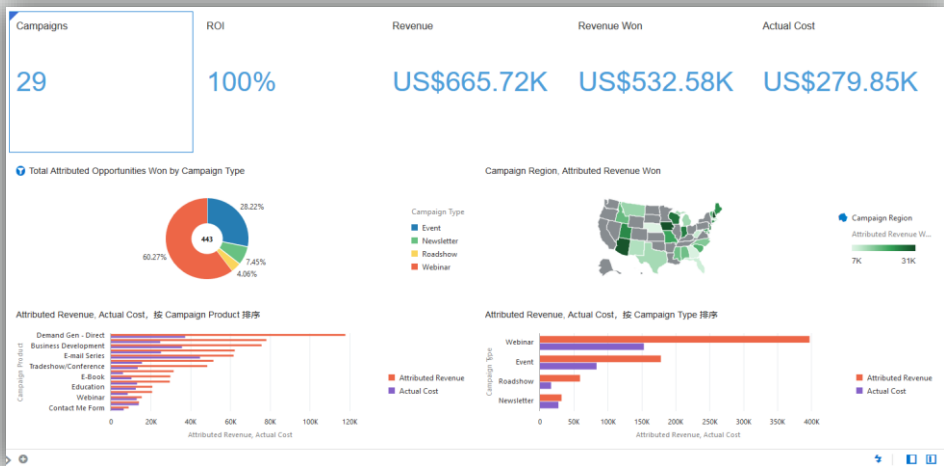 Campaigns
ROI
Revenue
Revenue Won
Actual Cost
29
100%
US$665.72K
US$532.58K
US$279.85K
Total Attributed Opportunities Won by Campaign Type
28.22%
443
60.27%
7.45%
4.06%
Campaign Type
Event
Newsletter
Roadshow
Webinar
Campaign Region, Attributed Revenue Won
Campaign Region
Attributed Revenue W...
7K
31K
Attributed Revenue, Actual Cost，按 Campaign Product 排序
Campaign Product
Demand Gen - Direct
Business Development
E-mail Series
Tradeshow/Conference
E-Book
Education
Webinar
Contact Me Form
0
20K
40K
60K
80K
100K
120K
Attributed Revenue, Actual Cost
Attributed Revenue
Actual Cost
Attributed Revenue, Actual Cost，按 Campaign Type 排序
Campaign Type
Webinar
Event
Roadshow
Newsletter
0
50K
100K
150K
200K
250K
300K
350K
400K
Attributed Revenue, Actual Cost
Attributed Revenue
Actual Cost